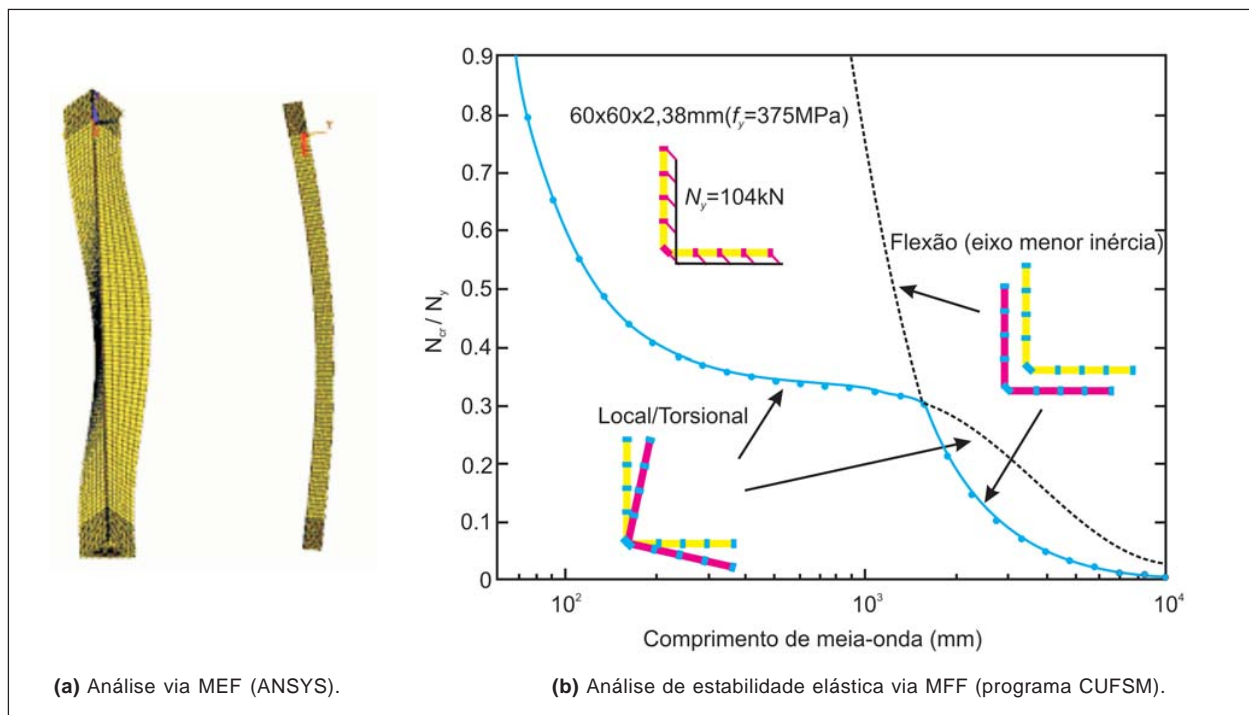 0.9
0.8
0.7
0.6
0.5
0.4
0.3
0.2
0.1
0
N_cr / N_y
60x60x2,38mm(f_y=375MPa)
N_y=104kN
Flexão (eixo menor inércia)
Local/Torsional
10^2
10^3
10^4
Comprimento de meia-onda (mm)
(a) Análise via MEF (ANSYS).
(b) Análise de estabilidade elástica via MFF (programa CUFSM).